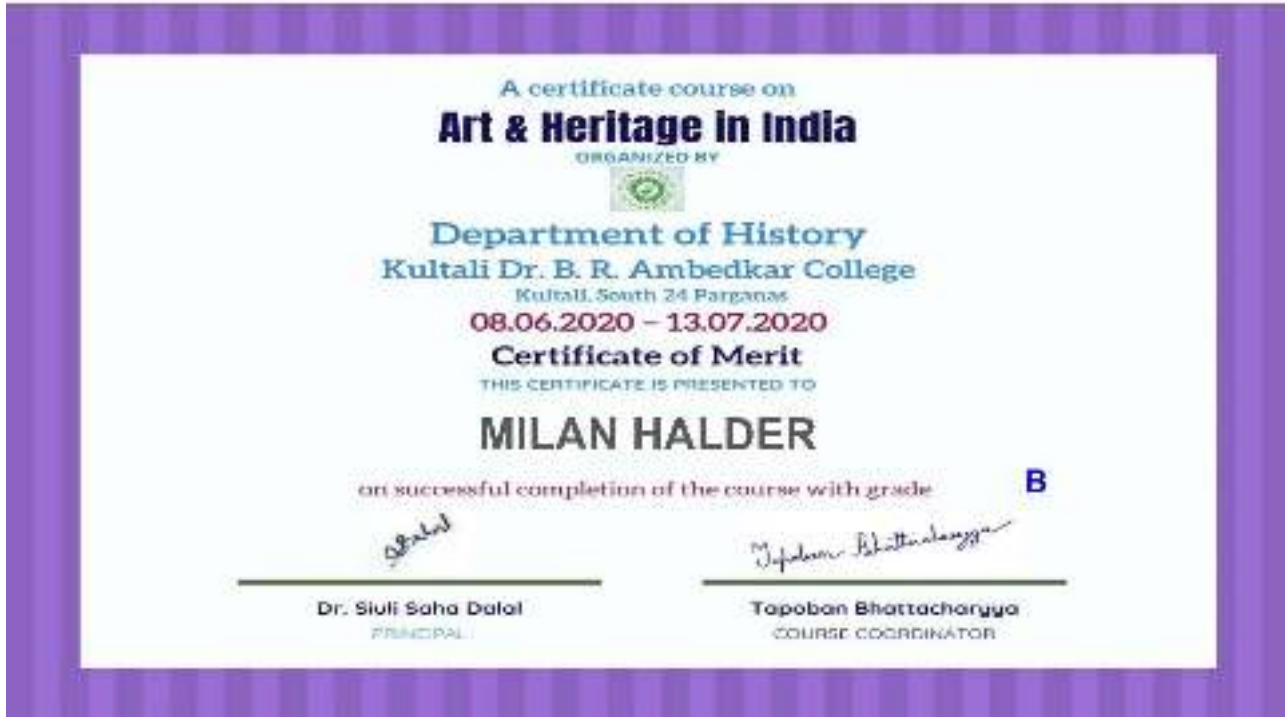 A certificate course on
Art & Heritage in India
ORGANIZED BY
Department of History
Kultali Dr. B. R. Ambedkar College
Kultali, South 24 Parganas
08.06.2020 – 13.07.2020
Certificate of Merit
THIS CERTIFICATE IS PRESENTED TO
MILAN HALDER
on successful completion of the course with grade B
Tapoban Bhattacharyya
Dr. Siuli Saha Dalal Tapoban Bhattacharyya
PRINCIPAL COURSE COORDINATOR